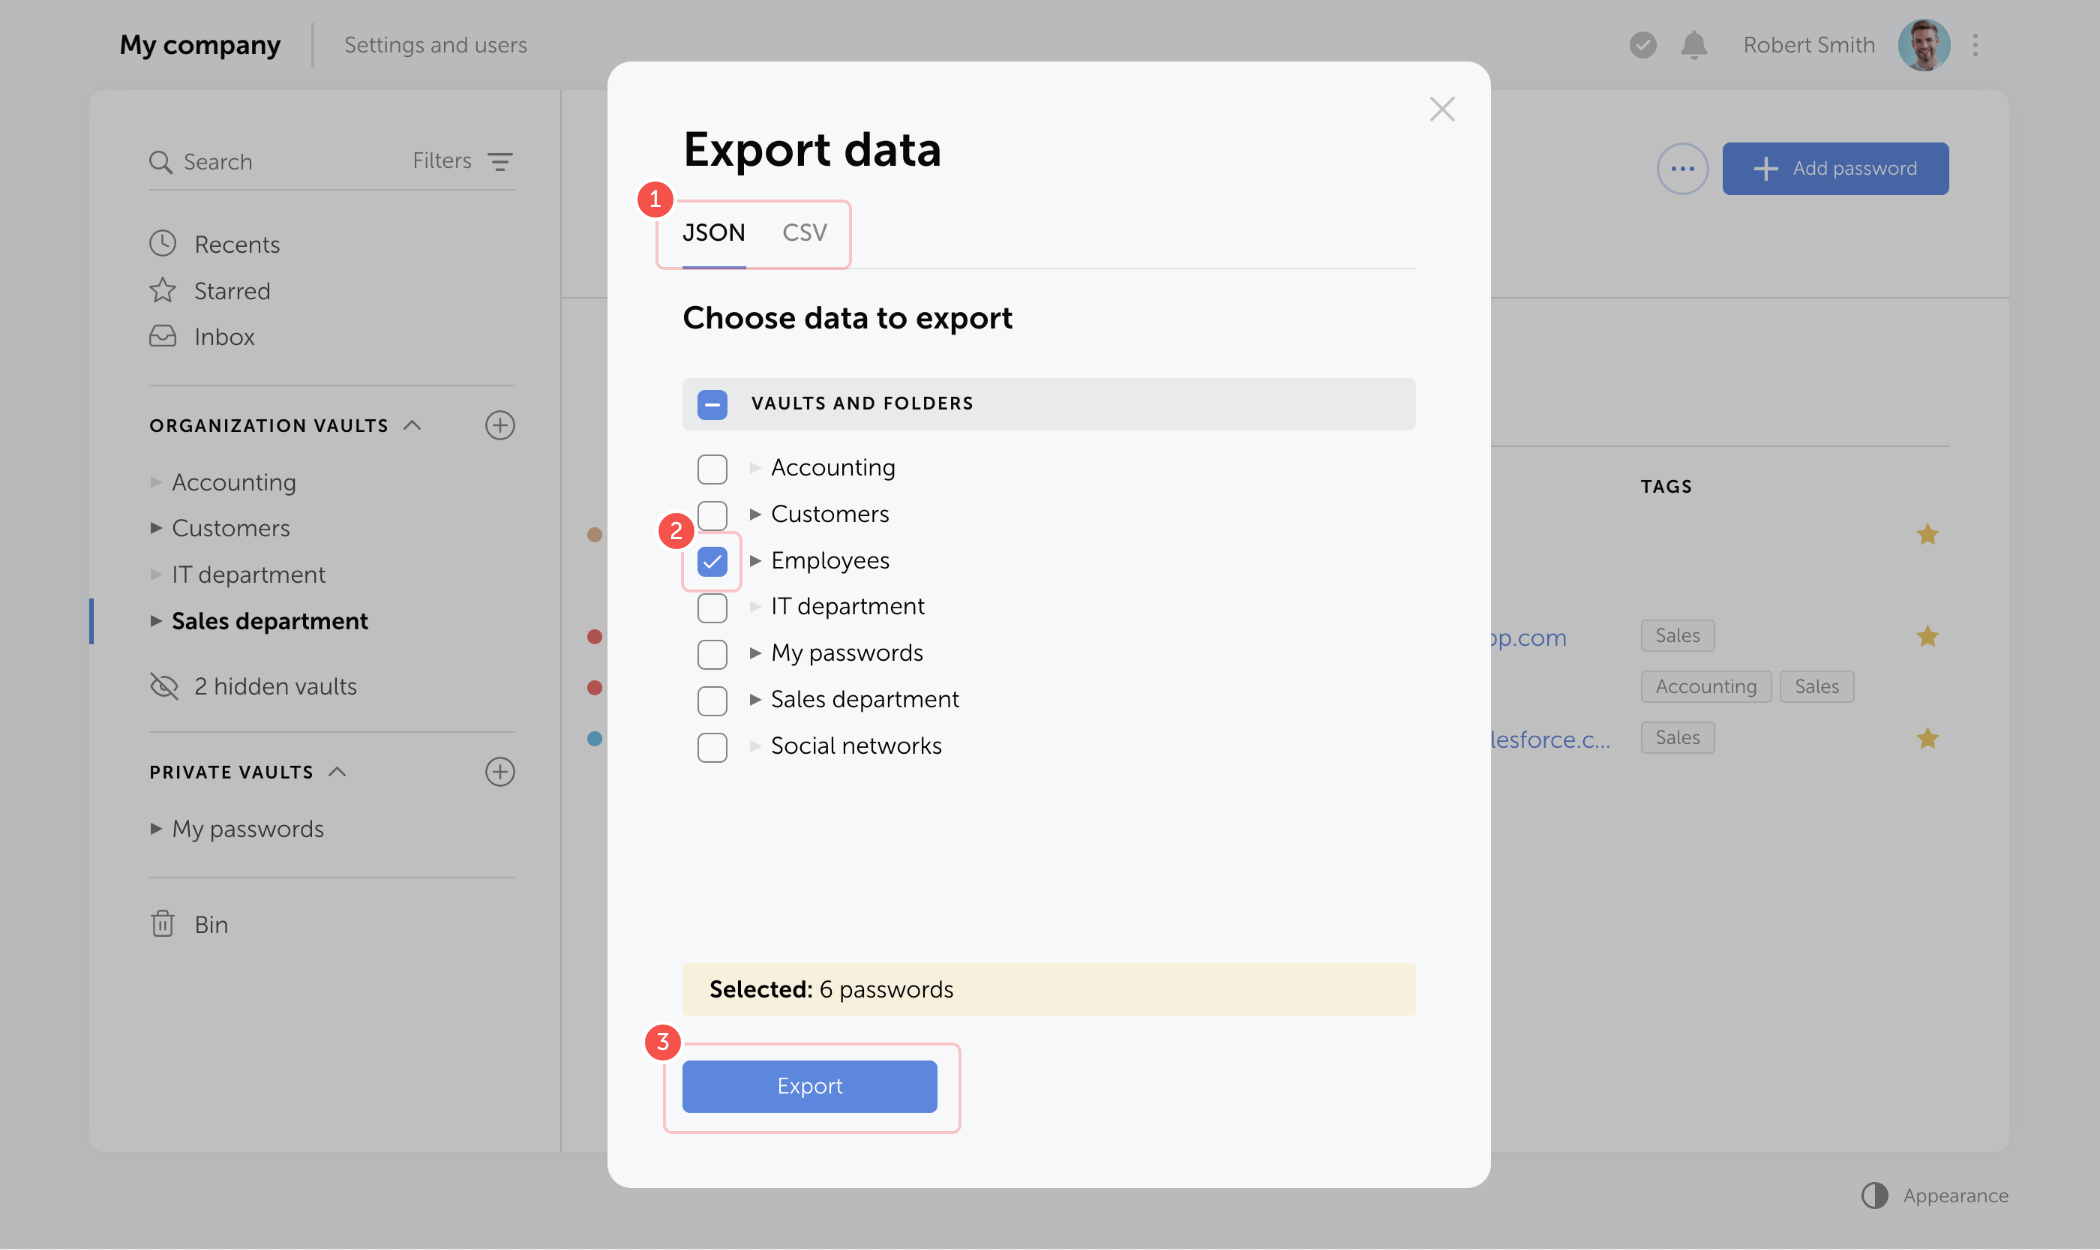 My company
Settings and users
Robert Smith
Search
Filters
Recents
Starred
Inbox
ORGANIZATION VAULTS
Accounting
Customers
IT department
Sales department
2 hidden vaults
PRIVATE VAULTS
My passwords
Bin
Export data
1
JSON CSV
Choose data to export
VAULTS AND FOLDERS
Accounting
Customers
2
Employees
IT department
My passwords
Sales department
Social networks
Selected: 6 passwords
3
Export
Add password
TAGS
pp.com
Sales
Accounting Sales
lesforce.c...
Sales
Appearance